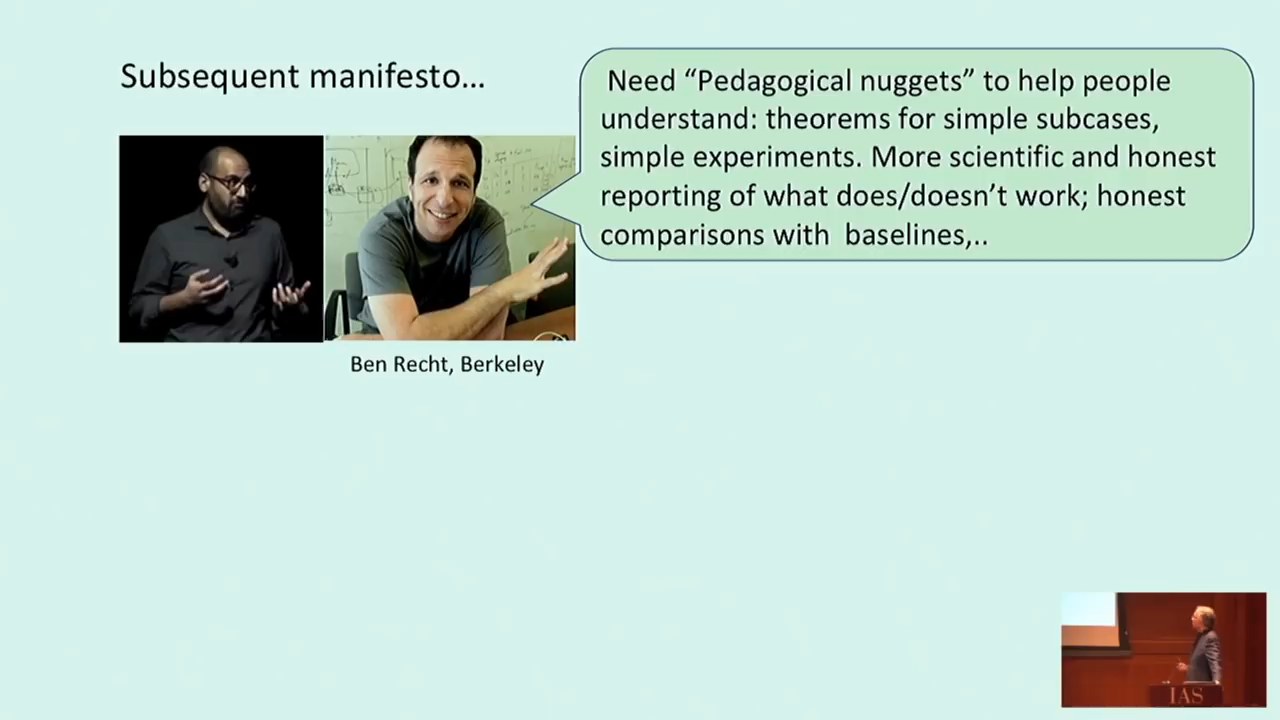 Subsequent manifesto...
Need “Pedagogical nuggets” to help people
understand: theorems for simple subcases,
simple experiments. More scientific and honest
reporting of what does/doesn’t work; honest
comparisons with baselines,..
Ben Recht, Berkeley
IAS